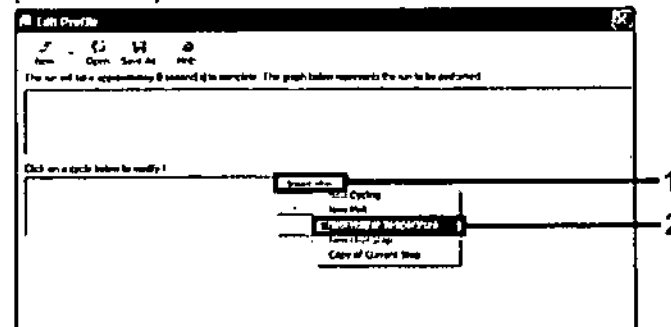 Edit Profile
New Open Save As Help
The run will take approximately 0 second(s) to complete. The graph below represents the run to be performed
Click on a cycle below to modify
Insert after
1
New Cycling
New Melt
New Hold at Temperature
2
New Hold Step
Copy of Current Step